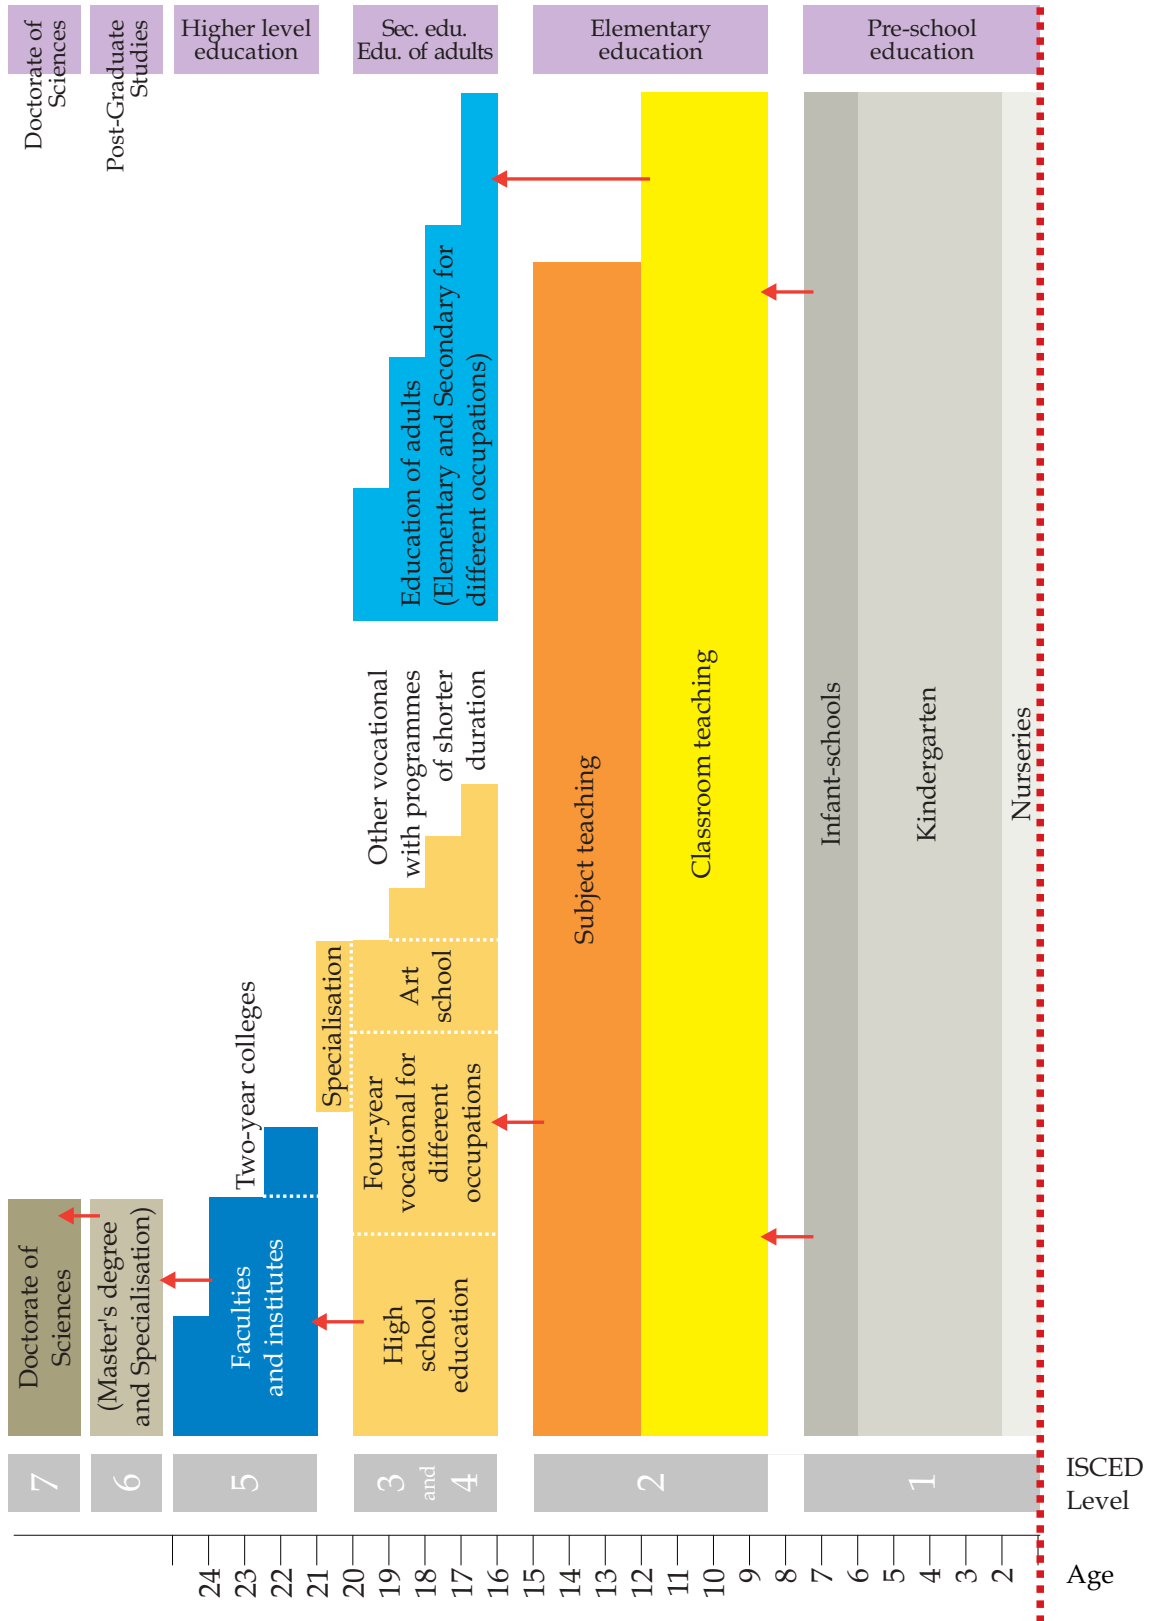 Doctorate of
Sciences
Post-Graduate
Studies
Higher level
education
Sec. edu.
Edu. of adults
Elementary
education
Pre-school
education
Education of adults
(Elementary and Secondary for
different occupations)
Other vocational
with programmes
of shorter
duration
Subject teaching
Classroom teaching
Infant-schools
Kindergarten
Nurseries
Two-year colleges
Specialisation
Art
school
Four-year
vocational for
different
occupations
High
school
education
Faculties
and institutes
(Master's degree
and Specialisation)
Doctorate of
Sciences
7
6
5
3
and
4
2
1
ISCED
Level
24
23
22
21
20
19
18
17
16
15
14
13
12
11
10
9
8
7
6
5
4
3
2
Age